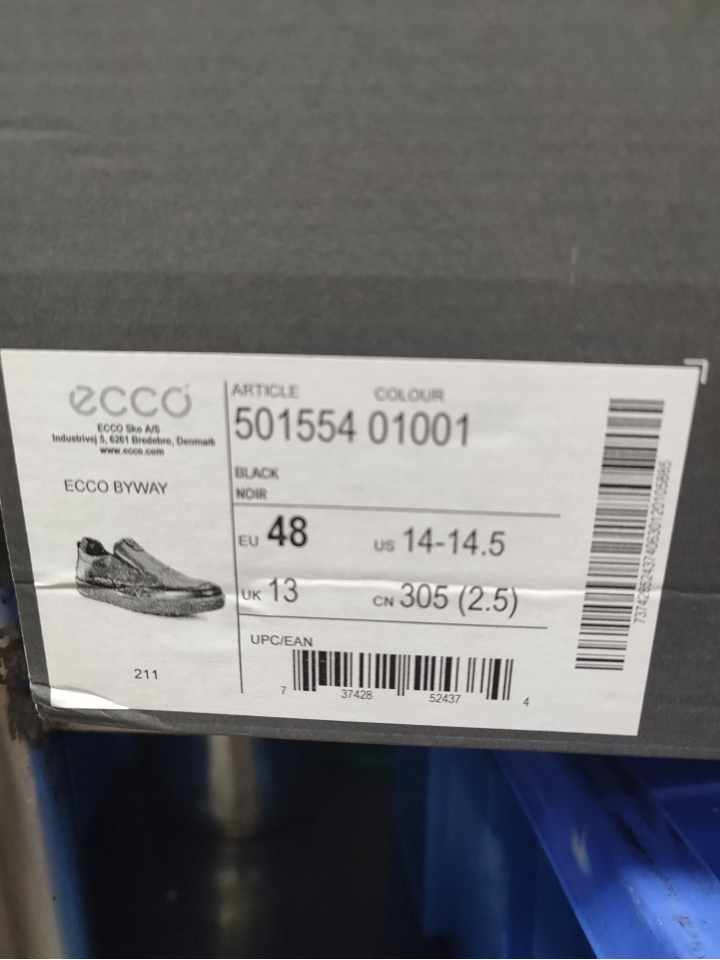 ecco
ECCO Sko A/S
Industrivej 5, 6261 Bredebro, Denmark
www.ecco.com
ECCO BYWAY
211
ARTICLE COLOUR
501554 01001
BLACK
NOIR
EU 48 US 14-14.5
UK 13 CN 305 (2.5)
UPC/EAN
7 37428 52437 4